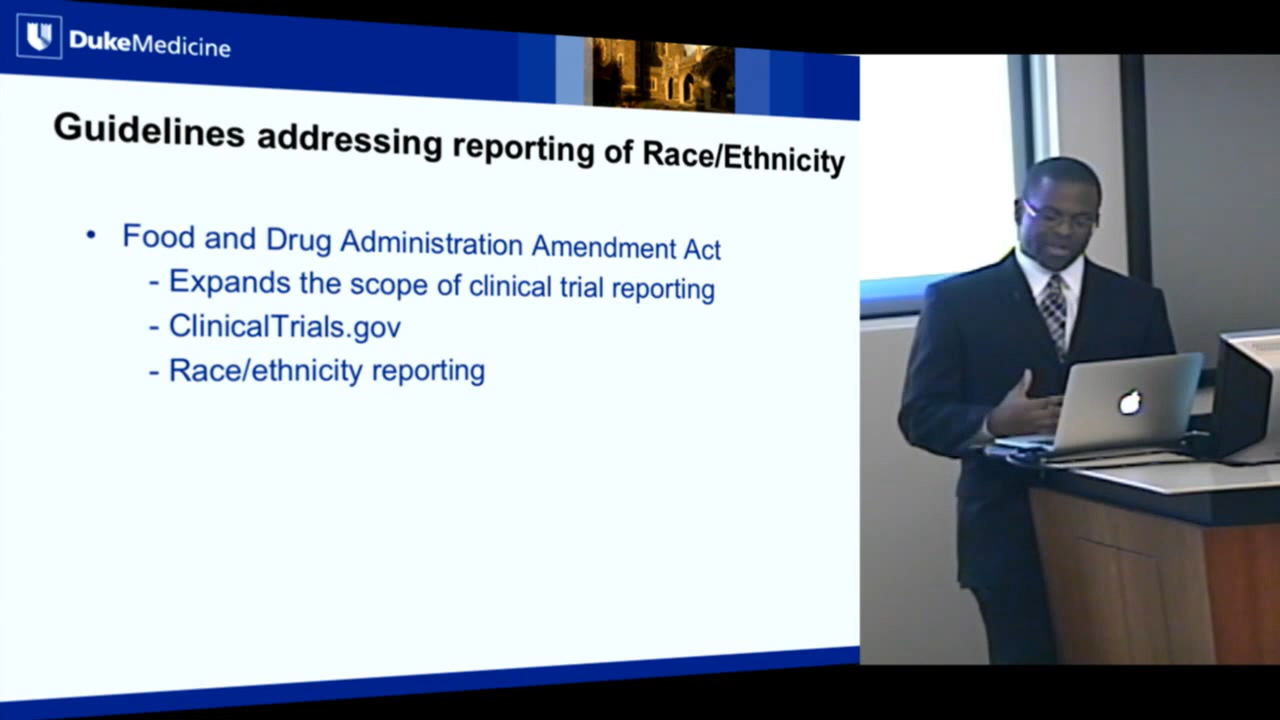 DukeMedicine
Guidelines addressing reporting of Race/Ethnicity
• Food and Drug Administration Amendment Act
- Expands the scope of clinical trial reporting
- ClinicalTrials.gov
- Race/ethnicity reporting